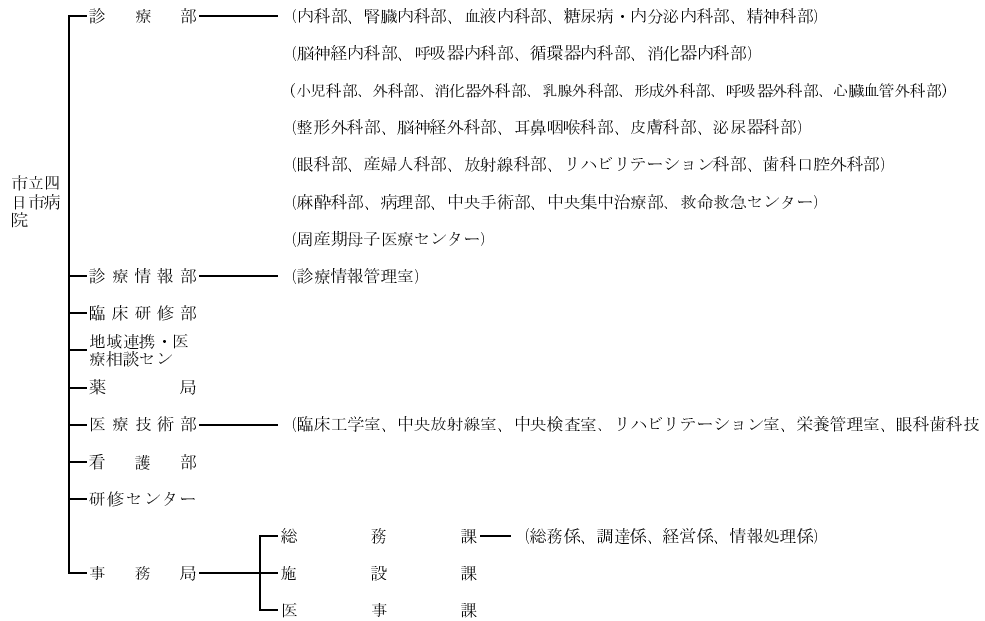 市立四
日市病
院
診療部
(内科部、腎臓内科部、血液内科部、糖尿病・内分泌内科部、精神科部)
(脳神経内科部、呼吸器内科部、循環器内科部、消化器内科部)
(小児科部、外科部、消化器外科部、乳腺外科部、形成外科部、呼吸器外科部、心臓血管外科部)
(整形外科部、脳神経外科部、耳鼻咽喉科部、皮膚科部、泌尿器科部)
(眼科部、産婦人科部、放射線科部、リハビリテーション科部、歯科口腔外科部)
(麻酔科部、病理部、中央手術部、中央集中治療部、救命救急センター)
(周産期母子医療センター)
診療情報部
(診療情報管理室)
臨床研修部
地域連携・医
療相談セン
薬局
医療技術部
(臨床工学室、中央放射線室、中央検査室、リハビリテーション室、栄養管理室、眼科歯科技
看護部
研修センター
事務局
総務課
(総務係、調達係、経営係、情報処理係)
施設課
医事課